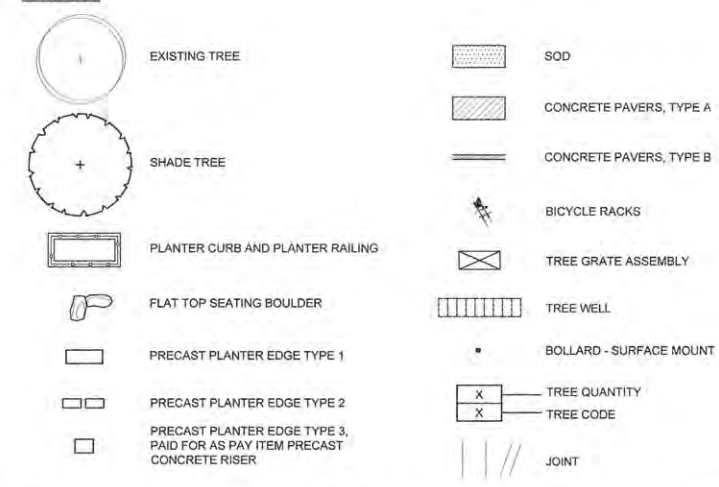 EXISTING TREE
SHADE TREE
PLANTER CURB AND PLANTER RAILING
FLAT TOP SEATING BOULDER
PRECAST PLANTER EDGE TYPE 1
PRECAST PLANTER EDGE TYPE 2
PRECAST PLANTER EDGE TYPE 3,
PAID FOR AS PAY ITEM PRECAST
CONCRETE RISER
SOD
CONCRETE PAVERS, TYPE A
CONCRETE PAVERS, TYPE B
BICYCLE RACKS
TREE GRATE ASSEMBLY
TREE WELL
BOLLARD - SURFACE MOUNT
X TREE QUANTITY
X TREE CODE
JOINT